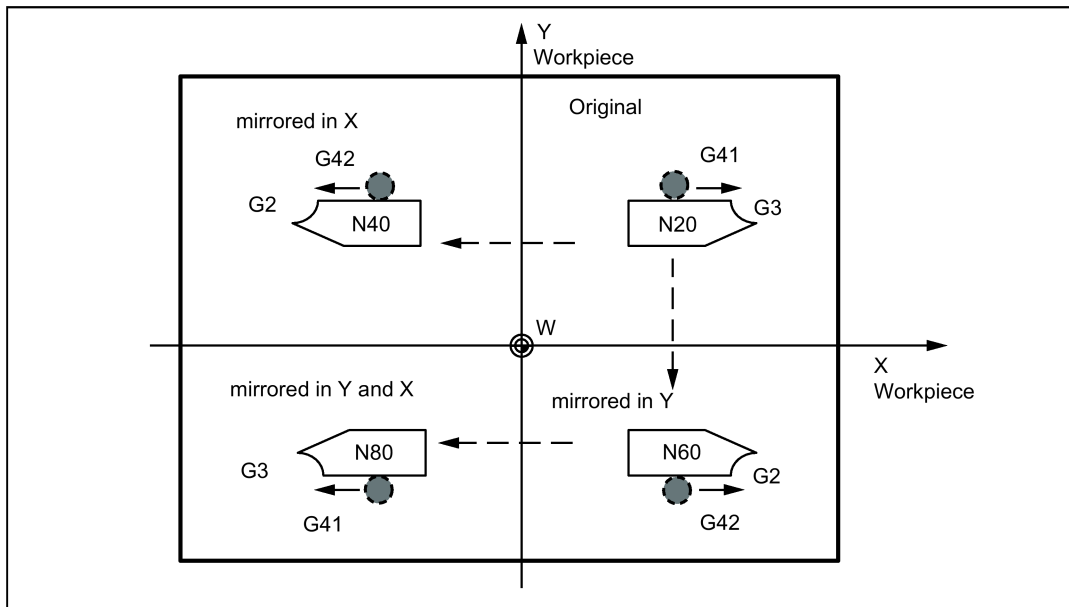 Y
Workpiece
Original
mirrored in X
G42
G41
G2
G3
N40
N20
W
X
Workpiece
mirrored in Y and X
mirrored in Y
N80
N60
G3
G2
G41
G42